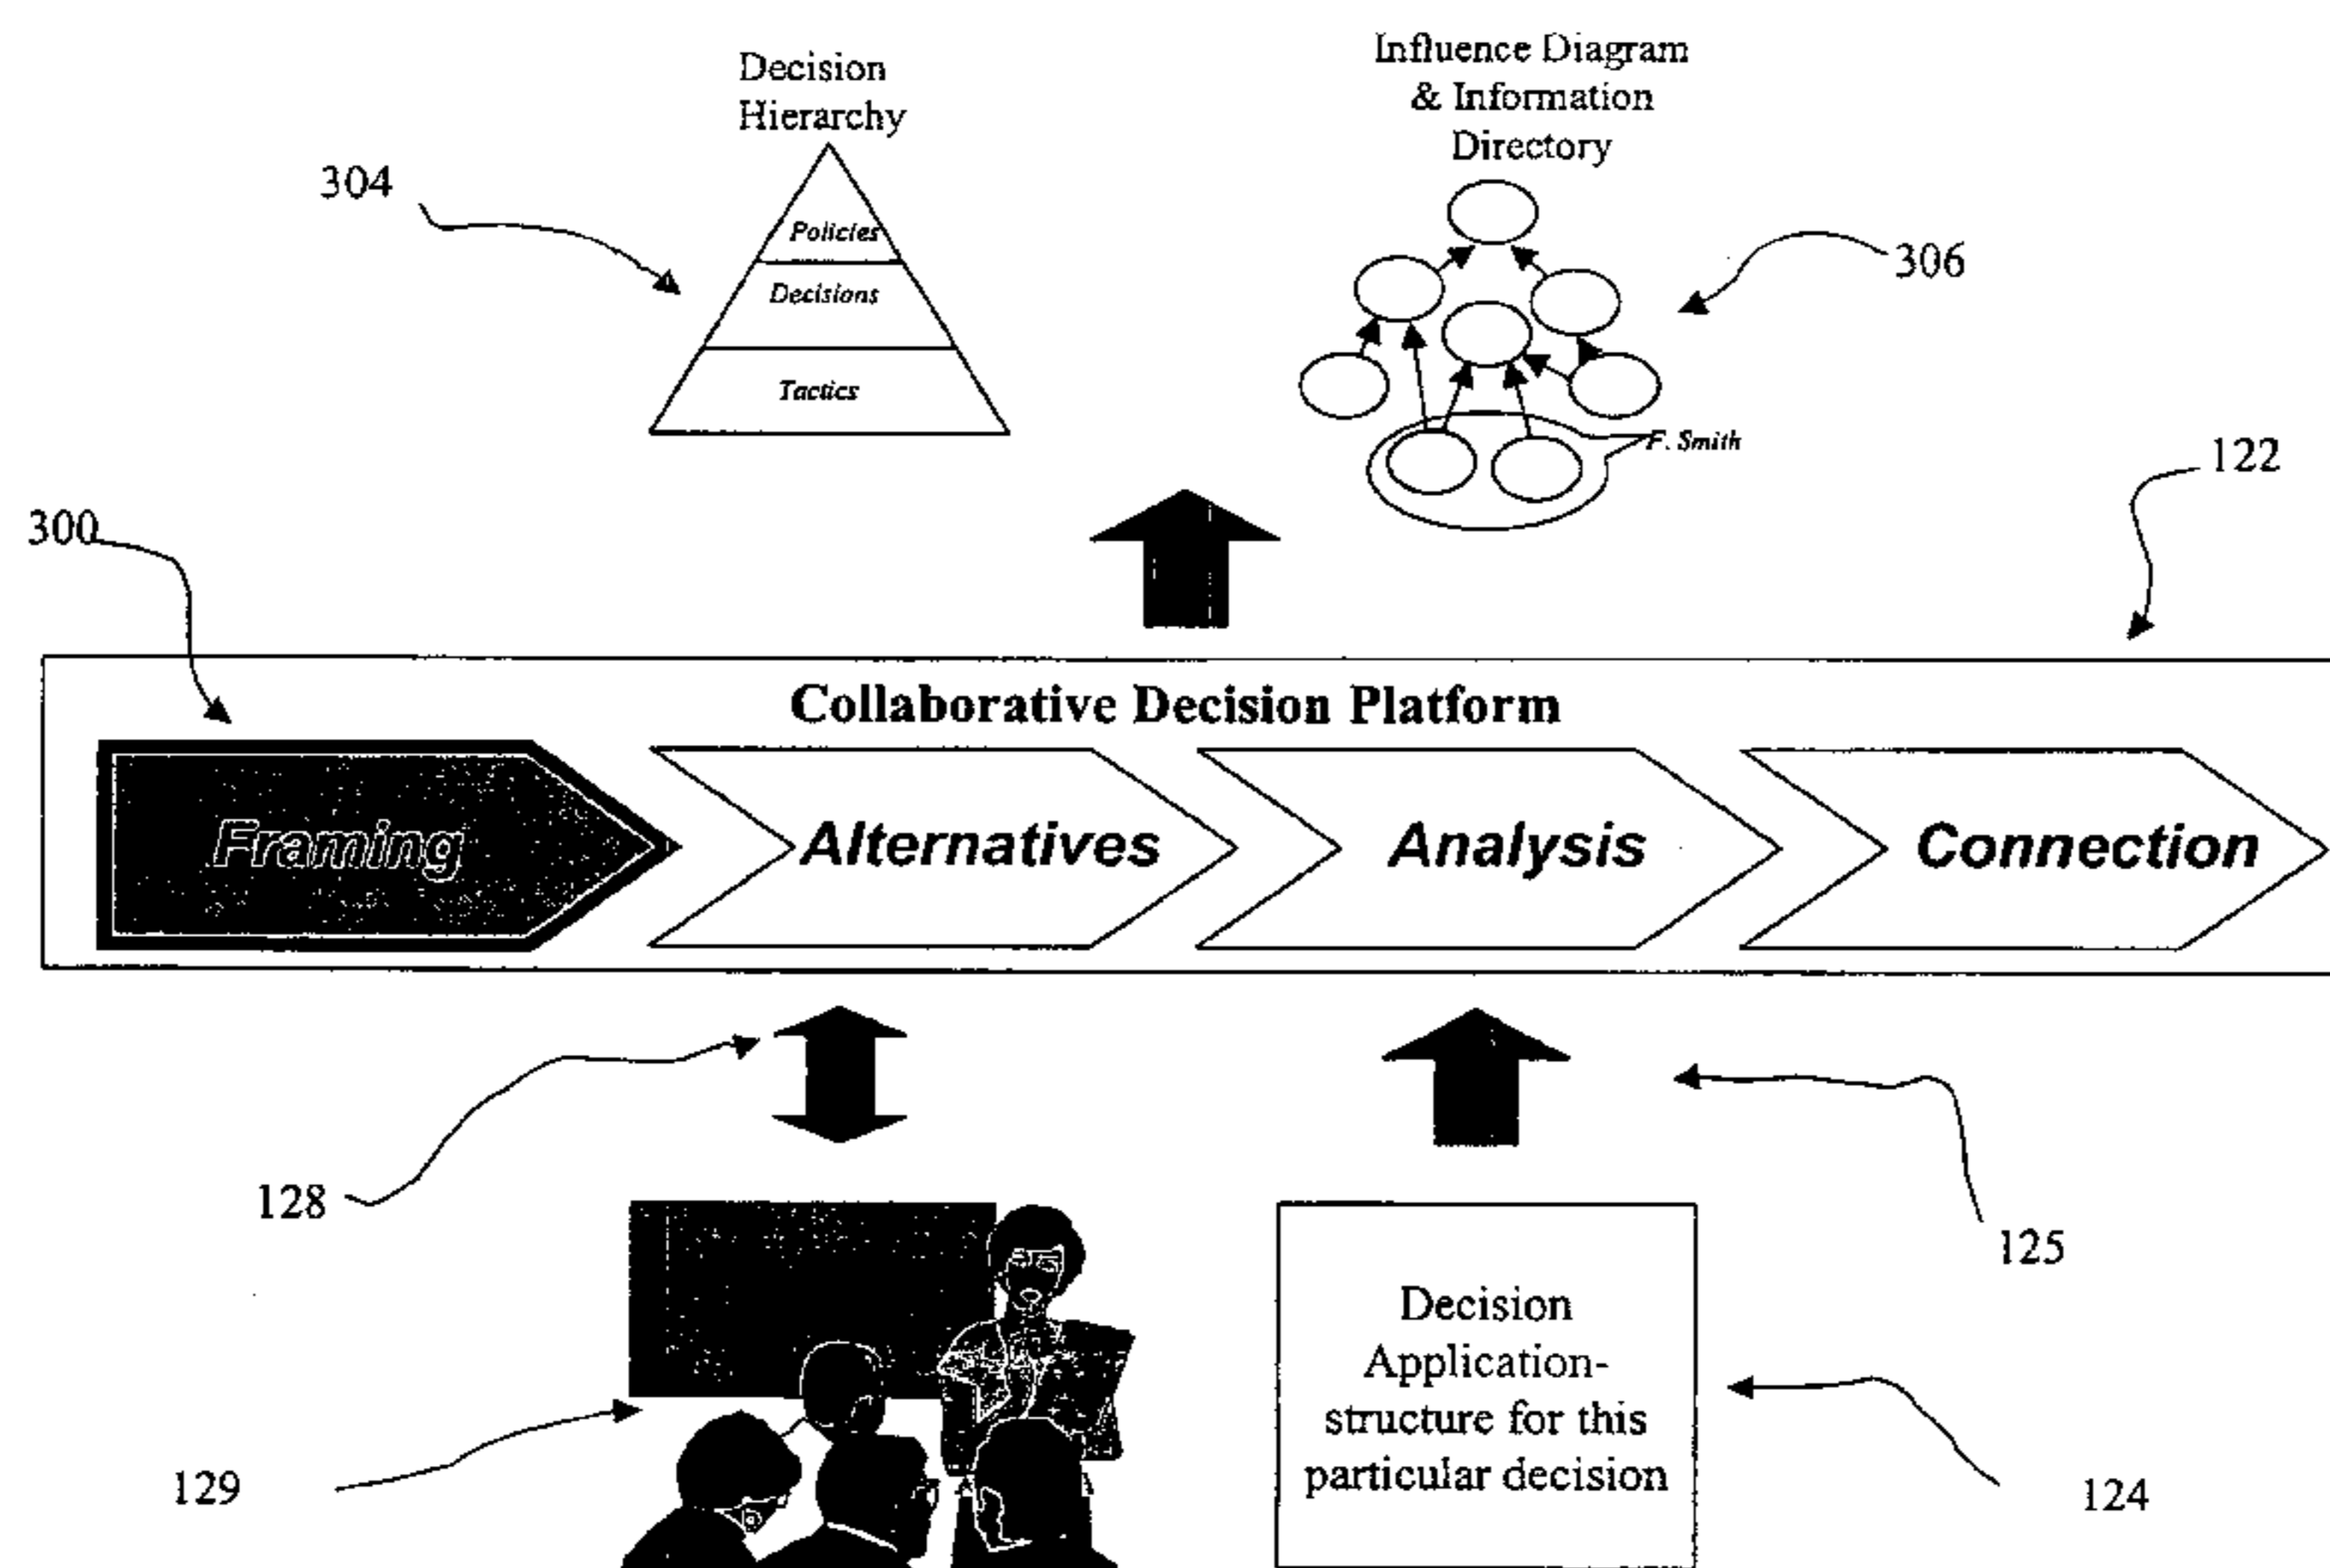 Decision
Hierarchy
Influence Diagram
& Information
Directory
304
Policies
306
Decisions
Tactics
F. Smith
122
300
Collaborative Decision Platform
Framing
Alternatives
Analysis
Connection
128
125
Decision
Application-
structure for this
particular decision
129
124